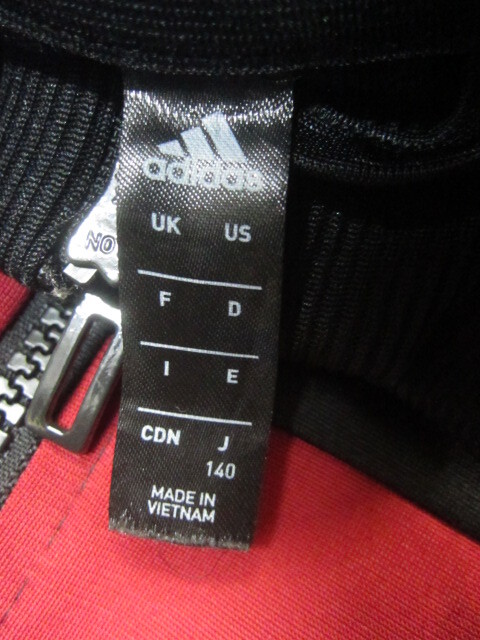 adidas
UK US
F D
I E
CDN J
140
MADE IN
VIETNAM